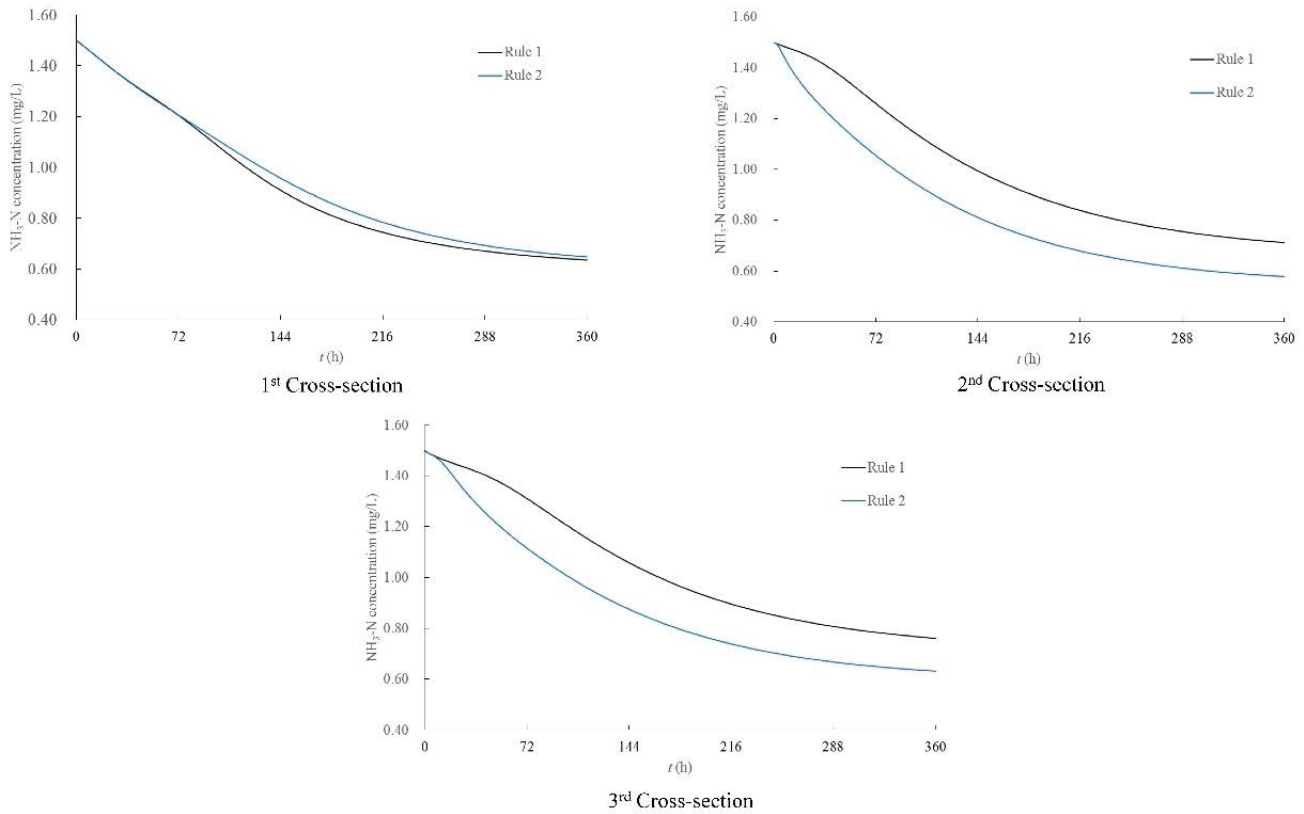 1.60
1.40
1.20
1.00
0.80
0.60
0.40
NH₃-N concentration (mg/L)
Rule 1
Rule 2
0 72 144 216 288 360
t (h)
1st Cross-section
1.60
1.40
1.20
1.00
0.80
0.60
0.40
NH₃-N concentration (mg/L)
Rule 1
Rule 2
0 72 144 216 288 360
t (h)
2nd Cross-section
1.60
1.40
1.20
1.00
0.80
0.60
0.40
NH₃-N concentration (mg/L)
Rule 1
Rule 2
0 72 144 216 288 360
t (h)
3rd Cross-section